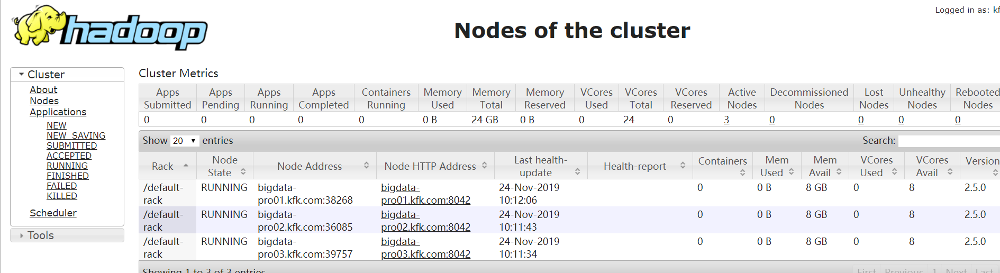 Logged in as: kf
hadoop
Nodes of the cluster
Cluster
About
Nodes
Applications
NEW
NEW_SAVING
SUBMITTED
ACCEPTED
RUNNING
FINISHED
FAILED
KILLED
Scheduler
Tools
Cluster Metrics
Apps Submitted Apps Pending Apps Running Apps Completed Containers Running Memory Used Memory Total Memory Reserved VCores Used VCores Total VCores Reserved Active Nodes Decommissioned Nodes Lost Nodes Unhealthy Nodes Rebooted Nodes
0 0 0 0 0 0 B 24 GB 0 B 0 24 0 3 0 0 0 0
Show 20 entries Search:
Rack Node State Node Address Node HTTP Address Last health-update Health-report Containers Mem Used Mem Avail VCores Used VCores Avail Version
/default-rack RUNNING bigdata-pro01.kfk.com:38268 bigdata-pro01.kfk.com:8042 24-Nov-2019 10:12:06 0 0 B 8 GB 0 8 2.5.0
/default-rack RUNNING bigdata-pro02.kfk.com:36085 bigdata-pro02.kfk.com:8042 24-Nov-2019 10:11:43 0 0 B 8 GB 0 8 2.5.0
/default-rack RUNNING bigdata-pro03.kfk.com:39757 bigdata-pro03.kfk.com:8042 24-Nov-2019 10:11:34 0 0 B 8 GB 0 8 2.5.0
Showing 1 to 3 of 3 entries First Previous 1 Next Last